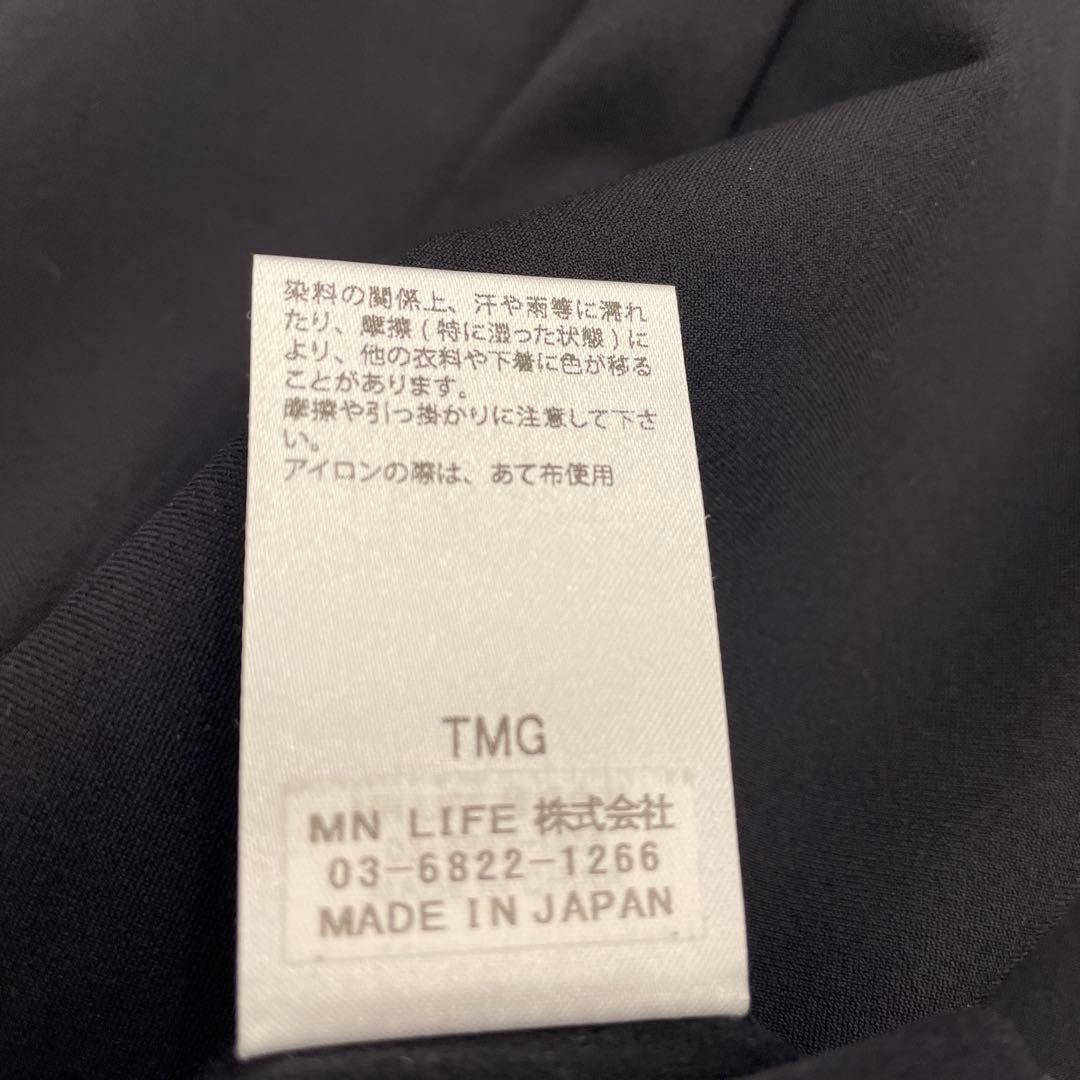 染料の関係上、汗や雨等に濡れ
たり、摩擦(特に湿った状態)に
より、他の衣料や下着に色が移る
ことがあります。
摩擦や引っ掛かりに注意して下さ
い。
アイロンの際は、あて布使用
TMG
MN LIFE 株式会社
03-6822-1266
MADE IN JAPAN